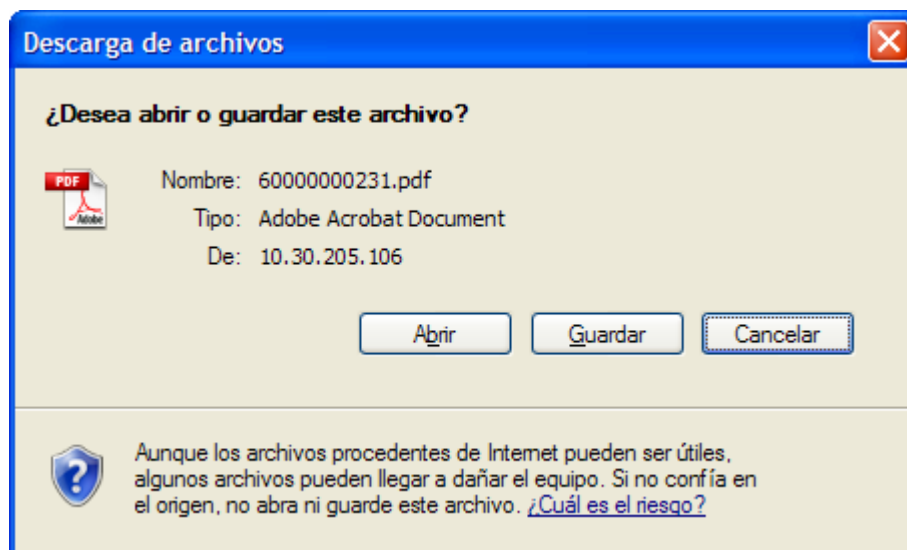 Descarga de archivos
¿Desea abrir o guardar este archivo?
PDF
Adobe
Nombre: 60000000231.pdf
Tipo: Adobe Acrobat Document
De: 10.30.205.106
Abrir Guardar Cancelar
Aunque los archivos procedentes de Internet pueden ser útiles,
algunos archivos pueden llegar a dañar el equipo. Si no confía en
el origen, no abra ni guarde este archivo. ¿Cuál es el riesgo?